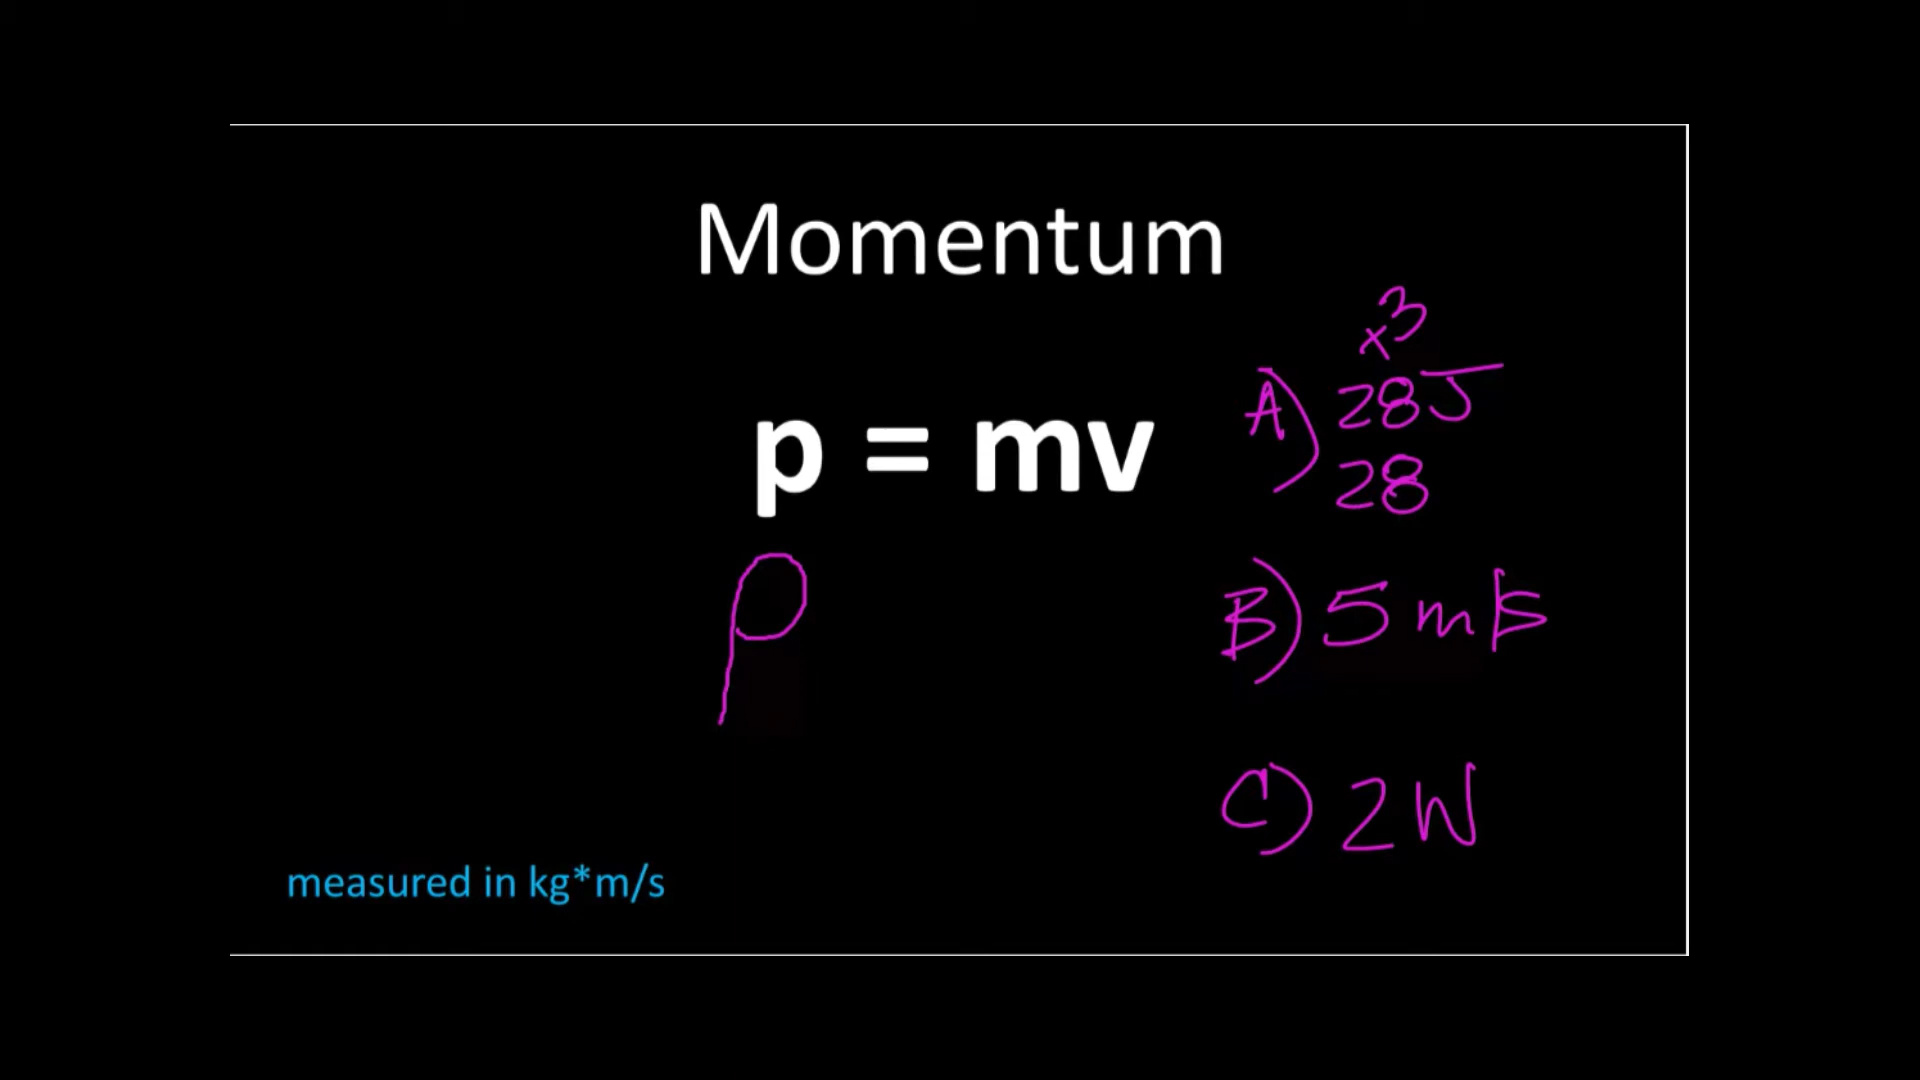 Momentum
x3
A) 28J
28
p = mv
p
B) 5 m/s
C) 2W
measured in kg*m/s